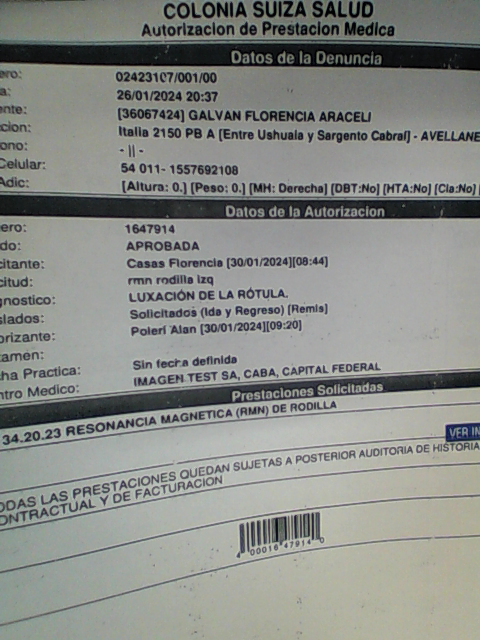 COLONIA SUIZA SALUD
Autorizacion de Prestacion Medica
Datos de la Denuncia
ero: 02423107/001/00
a: 26/01/2024 20:37
nte: [36067424] GALVAN FLORENCIA ARACELI
cion: Italia 2150 PB A [Entre Ushuaia y Sargento Cabral] - AVELLANE
ono: - || -
Celular: 54 011- 1557692108
Adic: [Altura: 0.] [Peso: 0.] [MH: Derecha] [DBT:No] [HTA:No] [Cla:No]
Datos de la Autorizacion
ero: 1647914
do: APROBADA
citante: Casas Florencia [30/01/2024][08:44]
citud: rmn rodilla izq
gnostico: LUXACIÓN DE LA RÓTULA.
slados: Solicitados (Ida y Regreso) [Remis]
orizante: Poleri Alan [30/01/2024][09:20]
tamen:
ha Practica: Sin fecha definida
ntro Medico: IMAGEN TEST SA, CABA, CAPITAL FEDERAL
Prestaciones Solicitadas
34.20.23 RESONANCIA MAGNETICA (RMN) DE RODILLA
VER IN
ODAS LAS PRESTACIONES QUEDAN SUJETAS A POSTERIOR AUDITORIA DE HISTORIA
ONTRACTUAL Y DE FACTURACION
4 00016 47914 0